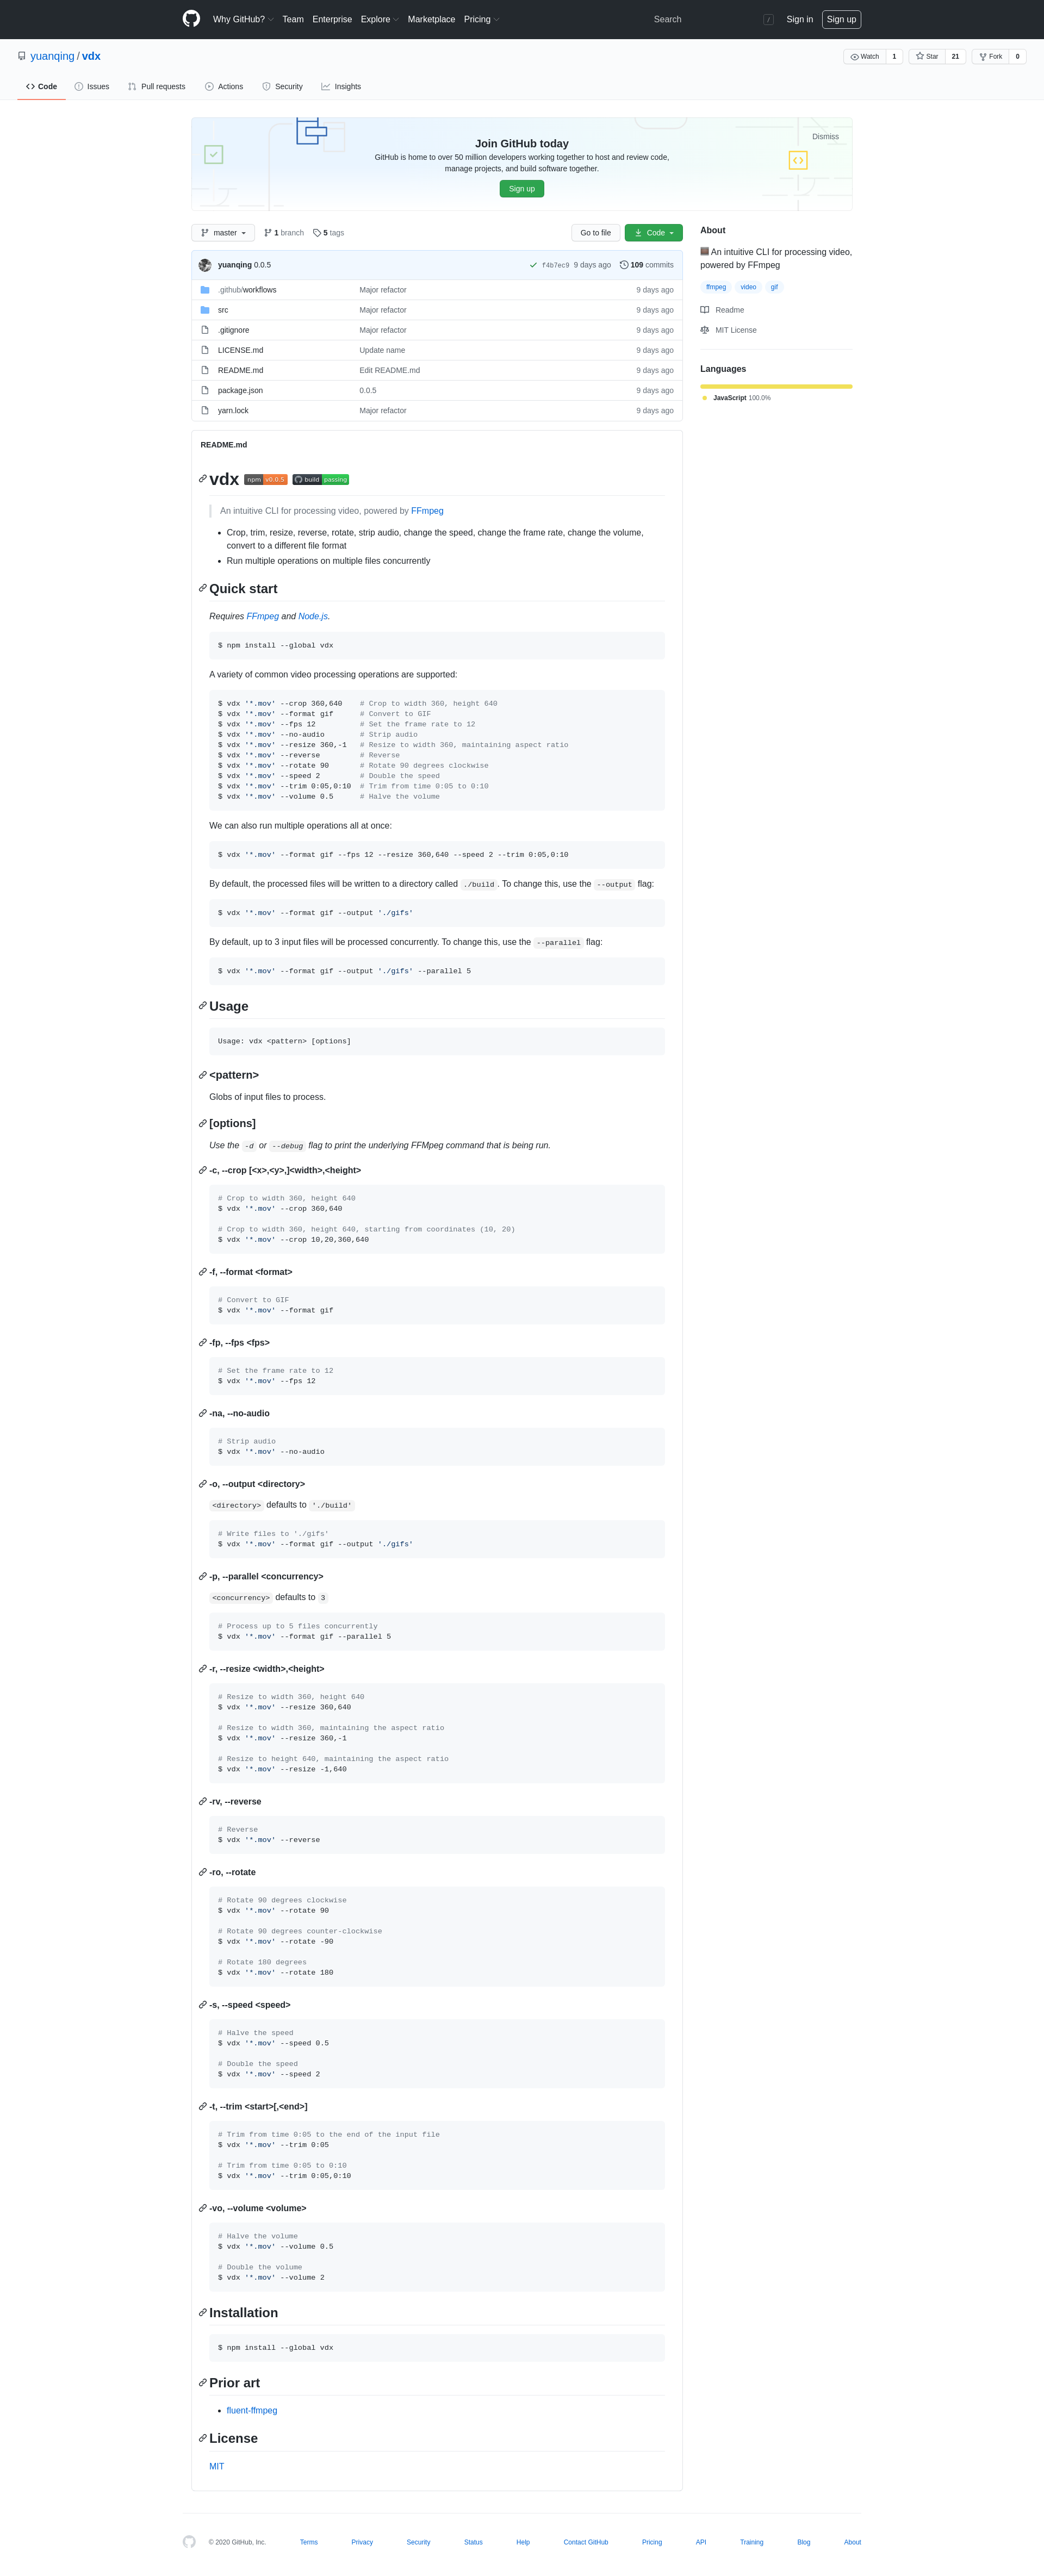 Why GitHub? Team Enterprise Explore Marketplace Pricing Search / Sign in Sign up
yuanqing / vdx Watch 1 Star 21 Fork 0
Code Issues Pull requests Actions Security Insights
Dismiss
Join GitHub today
GitHub is home to over 50 million developers working together to host and review code,
manage projects, and build software together.
Sign up
master 1 branch 5 tags Go to file Code
yuanqing 0.0.5 f4b7ec9 9 days ago 109 commits
.github/workflows Major refactor 9 days ago
src Major refactor 9 days ago
.gitignore Major refactor 9 days ago
LICENSE.md Update name 9 days ago
README.md Edit README.md 9 days ago
package.json 0.0.5 9 days ago
yarn.lock Major refactor 9 days ago
About
An intuitive CLI for processing video,
powered by FFmpeg
ffmpeg video gif
Readme
MIT License
Languages
JavaScript 100.0%
README.md
vdx npm v0.0.5 build passing
An intuitive CLI for processing video, powered by FFmpeg
Crop, trim, resize, reverse, rotate, strip audio, change the speed, change the frame rate, change the volume,
convert to a different file format
Run multiple operations on multiple files concurrently
Quick start
Requires FFmpeg and Node.js.
$ npm install --global vdx
A variety of common video processing operations are supported:
$ vdx '*.mov' --crop 360,640 # Crop to width 360, height 640
$ vdx '*.mov' --format gif # Convert to GIF
$ vdx '*.mov' --fps 12 # Set the frame rate to 12
$ vdx '*.mov' --no-audio # Strip audio
$ vdx '*.mov' --resize 360,-1 # Resize to width 360, maintaining aspect ratio
$ vdx '*.mov' --reverse # Reverse
$ vdx '*.mov' --rotate 90 # Rotate 90 degrees clockwise
$ vdx '*.mov' --speed 2 # Double the speed
$ vdx '*.mov' --trim 0:05,0:10 # Trim from time 0:05 to 0:10
$ vdx '*.mov' --volume 0.5 # Halve the volume
We can also run multiple operations all at once:
$ vdx '*.mov' --format gif --fps 12 --resize 360,640 --speed 2 --trim 0:05,0:10
By default, the processed files will be written to a directory called ./build . To change this, use the --output flag:
$ vdx '*.mov' --format gif --output './gifs'
By default, up to 3 input files will be processed concurrently. To change this, use the --parallel flag:
$ vdx '*.mov' --format gif --output './gifs' --parallel 5
Usage
Usage: vdx <pattern> [options]
<pattern>
Globs of input files to process.
[options]
Use the -d or --debug flag to print the underlying FFMpeg command that is being run.
-c, --crop [<x>,<y>,]<width>,<height>
# Crop to width 360, height 640
$ vdx '*.mov' --crop 360,640
# Crop to width 360, height 640, starting from coordinates (10, 20)
$ vdx '*.mov' --crop 10,20,360,640
-f, --format <format>
# Convert to GIF
$ vdx '*.mov' --format gif
-fp, --fps <fps>
# Set the frame rate to 12
$ vdx '*.mov' --fps 12
-na, --no-audio
# Strip audio
$ vdx '*.mov' --no-audio
-o, --output <directory>
<directory> defaults to './build'
# Write files to './gifs'
$ vdx '*.mov' --format gif --output './gifs'
-p, --parallel <concurrency>
<concurrency> defaults to 3
# Process up to 5 files concurrently
$ vdx '*.mov' --format gif --parallel 5
-r, --resize <width>,<height>
# Resize to width 360, height 640
$ vdx '*.mov' --resize 360,640
# Resize to width 360, maintaining the aspect ratio
$ vdx '*.mov' --resize 360,-1
# Resize to height 640, maintaining the aspect ratio
$ vdx '*.mov' --resize -1,640
-rv, --reverse
# Reverse
$ vdx '*.mov' --reverse
-ro, --rotate
# Rotate 90 degrees clockwise
$ vdx '*.mov' --rotate 90
# Rotate 90 degrees counter-clockwise
$ vdx '*.mov' --rotate -90
# Rotate 180 degrees
$ vdx '*.mov' --rotate 180
-s, --speed <speed>
# Halve the speed
$ vdx '*.mov' --speed 0.5
# Double the speed
$ vdx '*.mov' --speed 2
-t, --trim <start>[,<end>]
# Trim from time 0:05 to the end of the input file
$ vdx '*.mov' --trim 0:05
# Trim from time 0:05 to 0:10
$ vdx '*.mov' --trim 0:05,0:10
-vo, --volume <volume>
# Halve the volume
$ vdx '*.mov' --volume 0.5
# Double the volume
$ vdx '*.mov' --volume 2
Installation
$ npm install --global vdx
Prior art
fluent-ffmpeg
License
MIT
© 2020 GitHub, Inc. Terms Privacy Security Status Help Contact GitHub Pricing API Training Blog About